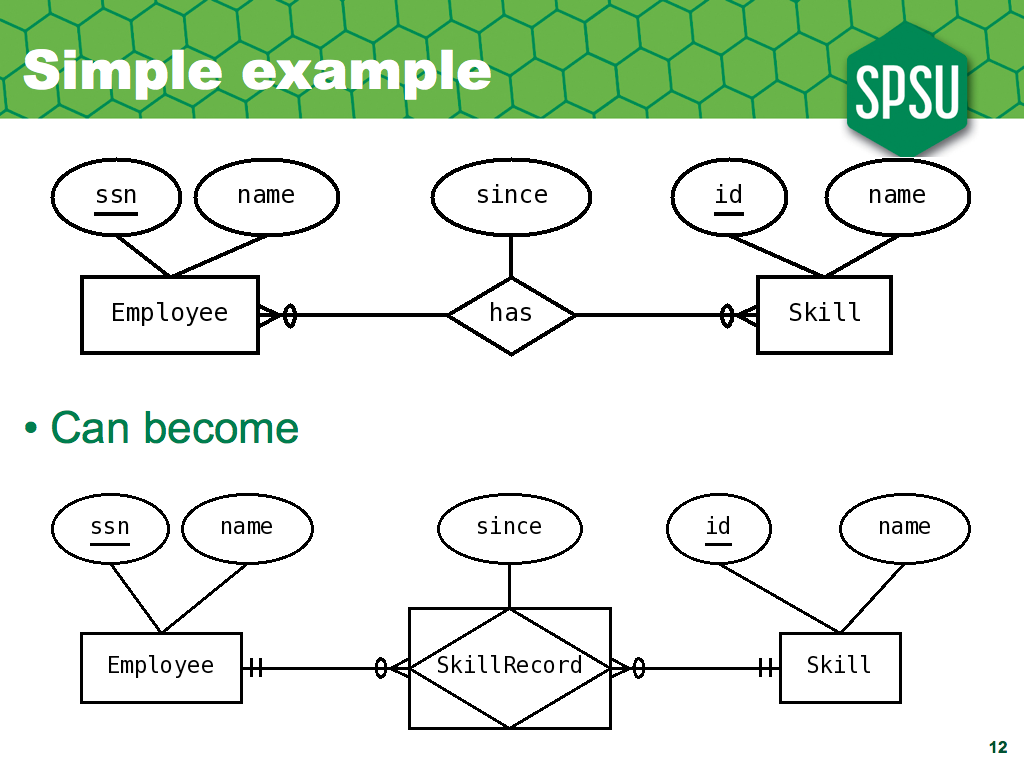 Simple example
SPSU
ssn name since id name
Employee has Skill
• Can become
ssn name since id name
Employee SkillRecord Skill
12